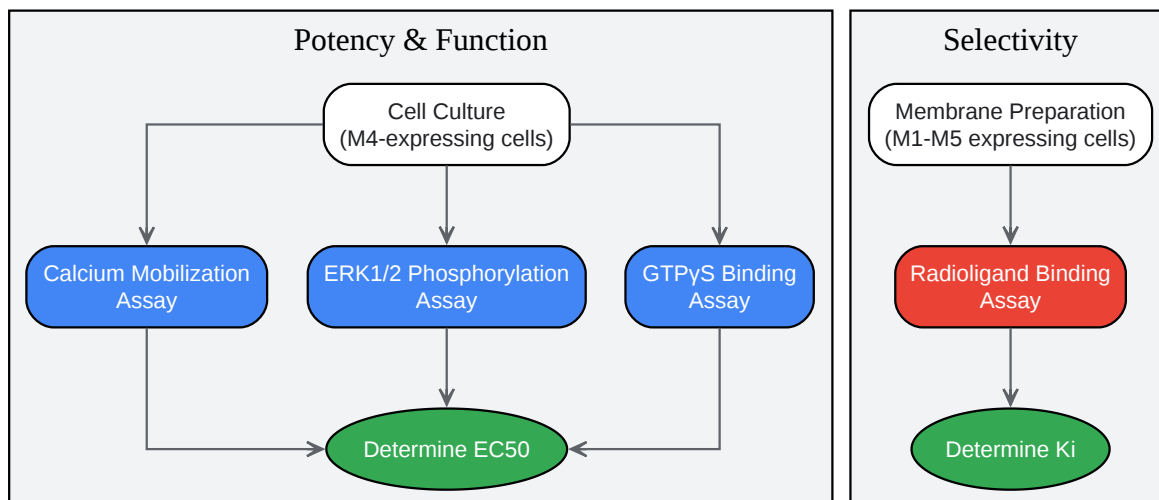 Potency & Function
Cell Culture
(M4-expressing cells)
Calcium Mobilization
Assay
ERK1/2 Phosphorylation
Assay
GTPγS Binding
Assay
Determine EC50
Selectivity
Membrane Preparation
(M1-M5 expressing cells)
Radioligand Binding
Assay
Determine Ki